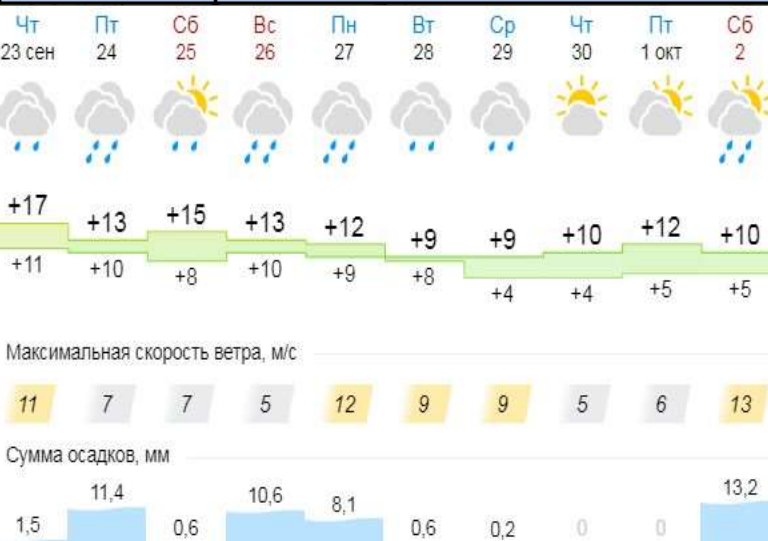 Чт Пт Сб Вс Пн Вт Ср Чт Пт Сб
23 сен 24 25 26 27 28 29 30 1 окт 2
+17 +13 +15 +13 +12 +9 +9 +10 +12 +10
+11 +10 +8 +10 +9 +8 +4 +4 +5 +5
Максимальная скорость ветра, м/с
11 7 7 5 12 9 9 5 6 13
Сумма осадков, мм
1,5 11,4 0,6 10,6 8,1 0,6 0,2 0 0 13,2